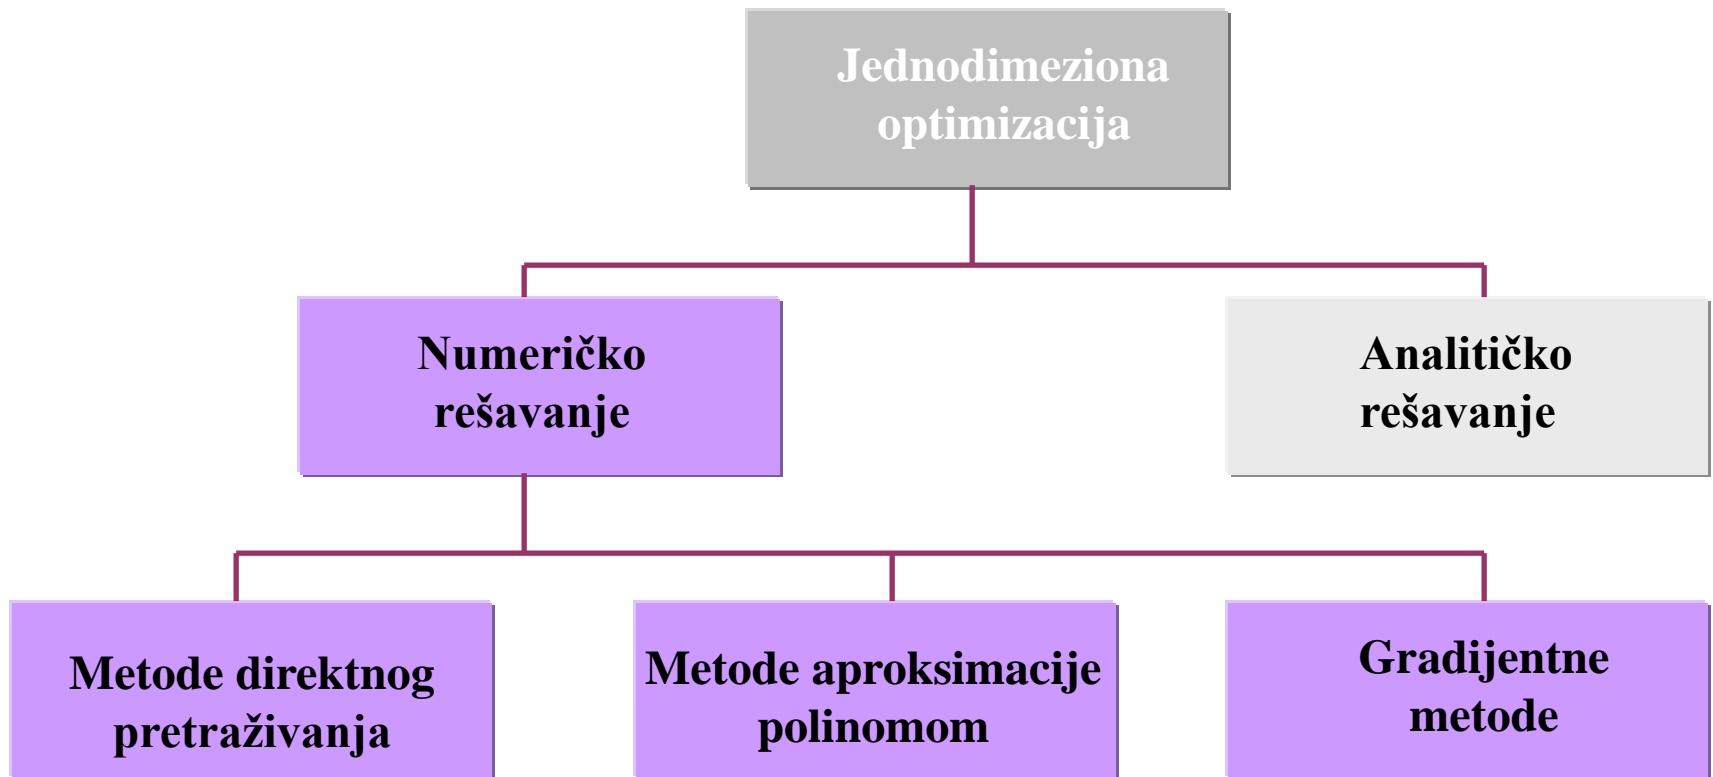 Jednodimeziona
optimizacija
Numeričko
rešavanje
Analitičko
rešavanje
Metode direktnog
pretraživanja
Metode aproksimacije
polinomom
Gradijentne
metode